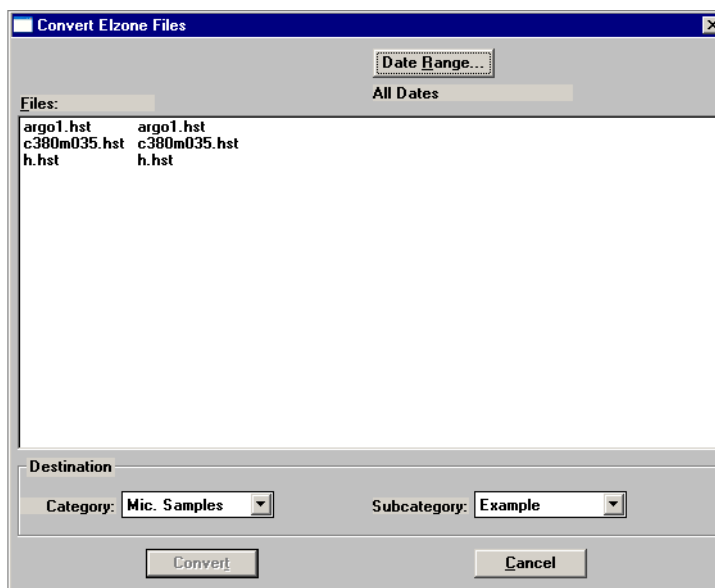 Convert Elzone Files
Date Range...
All Dates
Files:
argo1.hst argo1.hst
c380m035.hst c380m035.hst
h.hst h.hst
Destination
Category: Mic. Samples Subcategory: Example
Convert Cancel